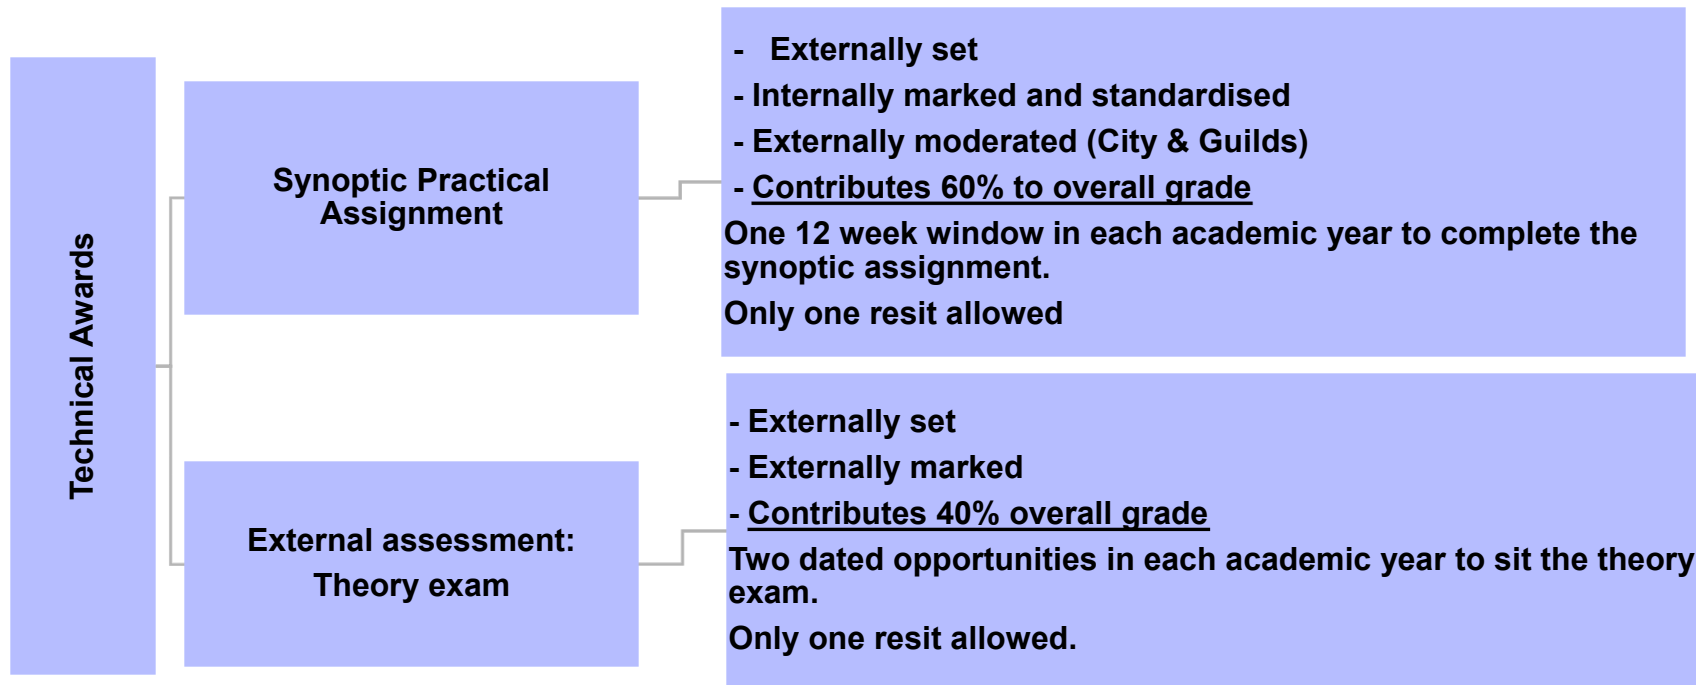 Technical Awards
Synoptic Practical
Assignment
-   Externally set
- Internally marked and standardised
- Externally moderated (City & Guilds)
- Contributes 60% to overall grade
One 12 week window in each academic year to complete the
synoptic assignment.
Only one resit allowed
External assessment:
Theory exam
- Externally set
- Externally marked
- Contributes 40% overall grade
Two dated opportunities in each academic year to sit the theory
exam.
Only one resit allowed.